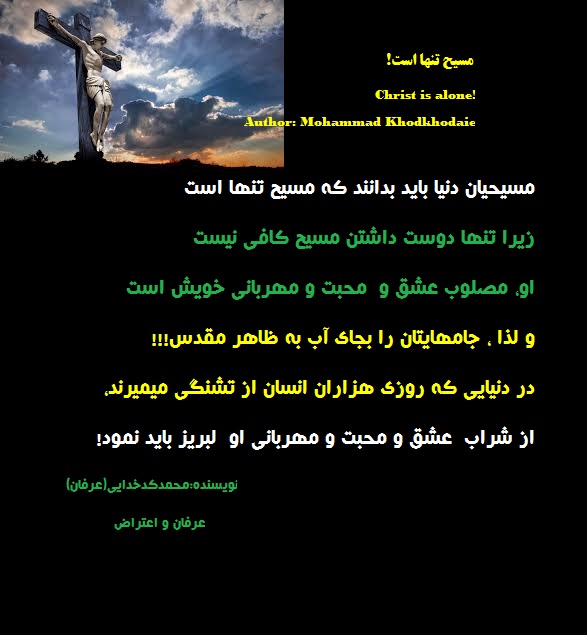 مسیح تنها است!
Christ is alone!
Author: Mohammad Khodkhodaie
مسیحیان دنیا باید بدانند که مسیح تنها است
زیرا تنها دوست داشتن مسیح کافی نیست
او، مصلوب عشق و محبت و مهربانی خویش است
و لذا ، جامهایتان را بجای آب به ظاهر مقدس!!!
در دنیایی که روزی هزاران انسان از تشنگی میمیرند،
از شراب عشق و محبت و مهربانی او لبریز باید نمود!
نویسنده:محمدکدخدایی(عرفان)
عرفان و اعتراض